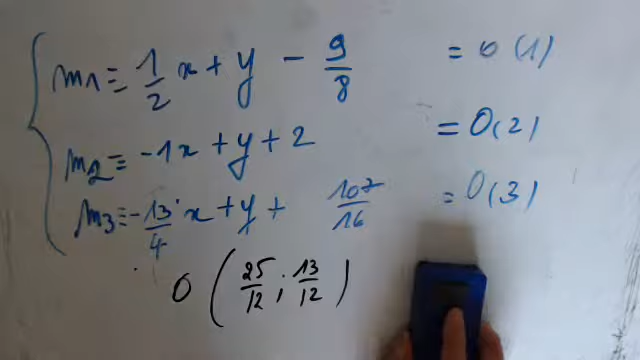 m1 ≡ 1/2 x + y - 9/8 = 0 (1)
m2 ≡ -1x + y + 2 = 0 (2)
m3 ≡ -13/4 x + y + 107/16 = 0 (3)
O (25/12 ; 13/12)